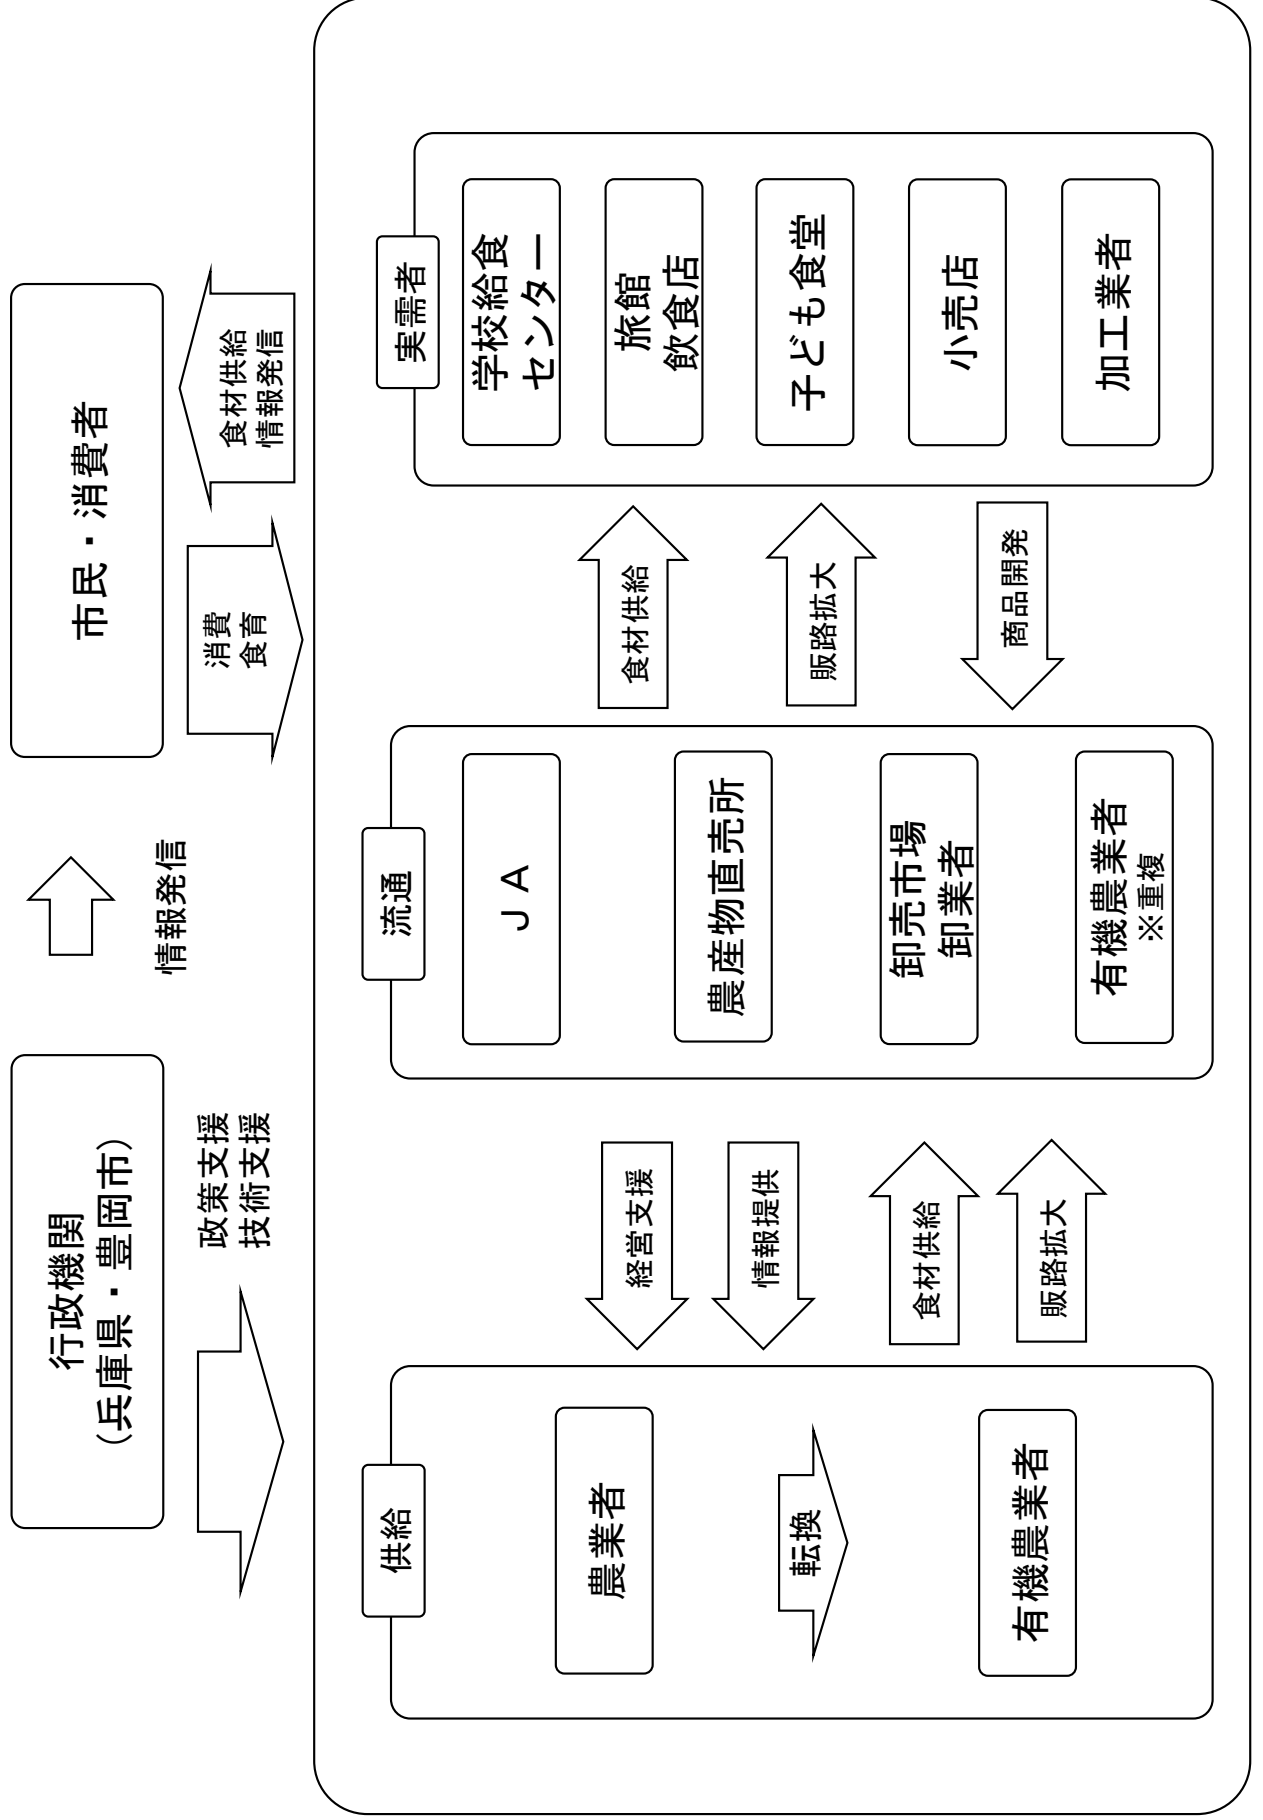 行政機関
（兵庫県・豊岡市）
情報発信
市民・消費者
政策支援
技術支援
消費
食育
食材供給
情報発信
供給
農業者
転換
有機農業者
経営支援
情報提供
食材供給
販路拡大
流通
ＪＡ
農産物直売所
卸売市場
卸業者
有機農業者
※重複
食材供給
販路拡大
商品開発
実需者
学校給食
センター
旅館
飲食店
子ども食堂
小売店
加工業者